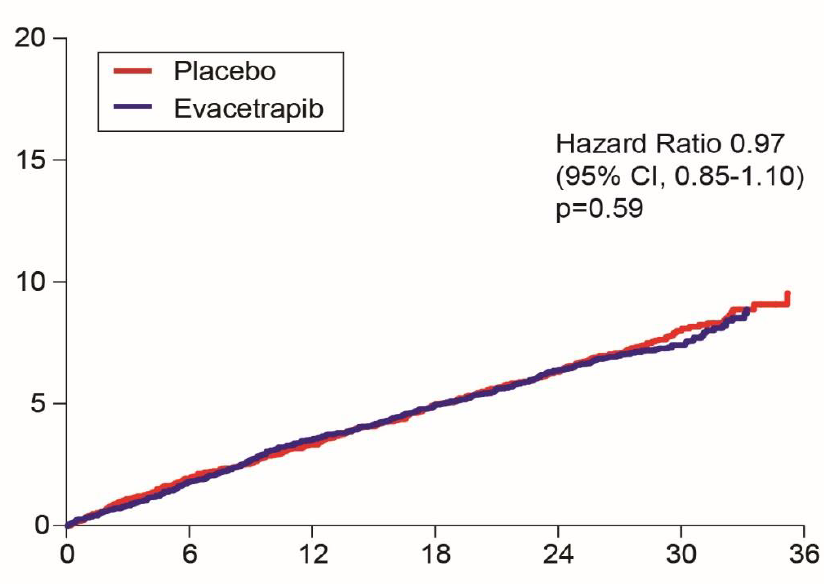 20
Placebo
Evacetrapib
15
Hazard Ratio 0.97
(95% CI, 0.85-1.10)
p=0.59
10
5
0
0 6 12 18 24 30 36